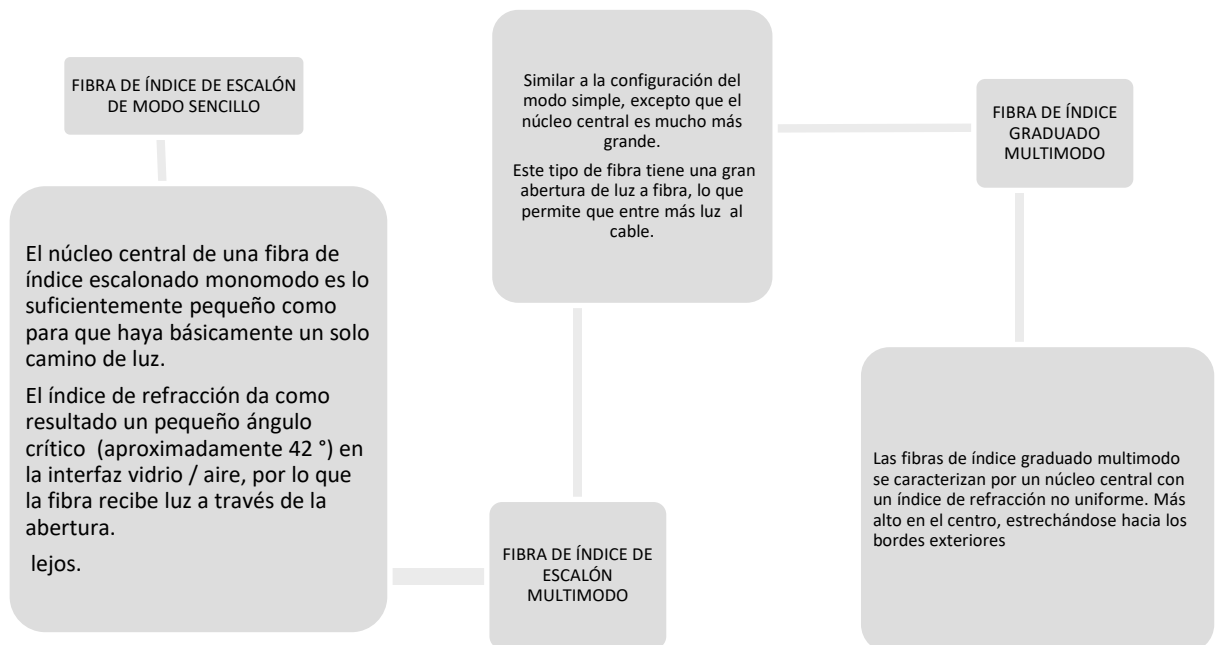 FIBRA DE ÍNDICE DE ESCALÓN
DE MODO SENCILLO
El núcleo central de una fibra de
índice escalonado monomodo es lo
suficientemente pequeño como
para que haya básicamente un solo
camino de luz.
El índice de refracción da como
resultado un pequeño ángulo
crítico (aproximadamente 42 °) en
la interfaz vidrio / aire, por lo que
la fibra recibe luz a través de la
abertura.
lejos.
FIBRA DE ÍNDICE DE
ESCALÓN
MULTIMODO
Similar a la configuración del
modo simple, excepto que el
núcleo central es mucho más
grande.
Este tipo de fibra tiene una gran
abertura de luz a fibra, lo que
permite que entre más luz al
cable.
FIBRA DE ÍNDICE
GRADUADO
MULTIMODO
Las fibras de índice graduado multimodo
se caracterizan por un núcleo central con
un índice de refracción no uniforme. Más
alto en el centro, estrechándose hacia los
bordes exteriores